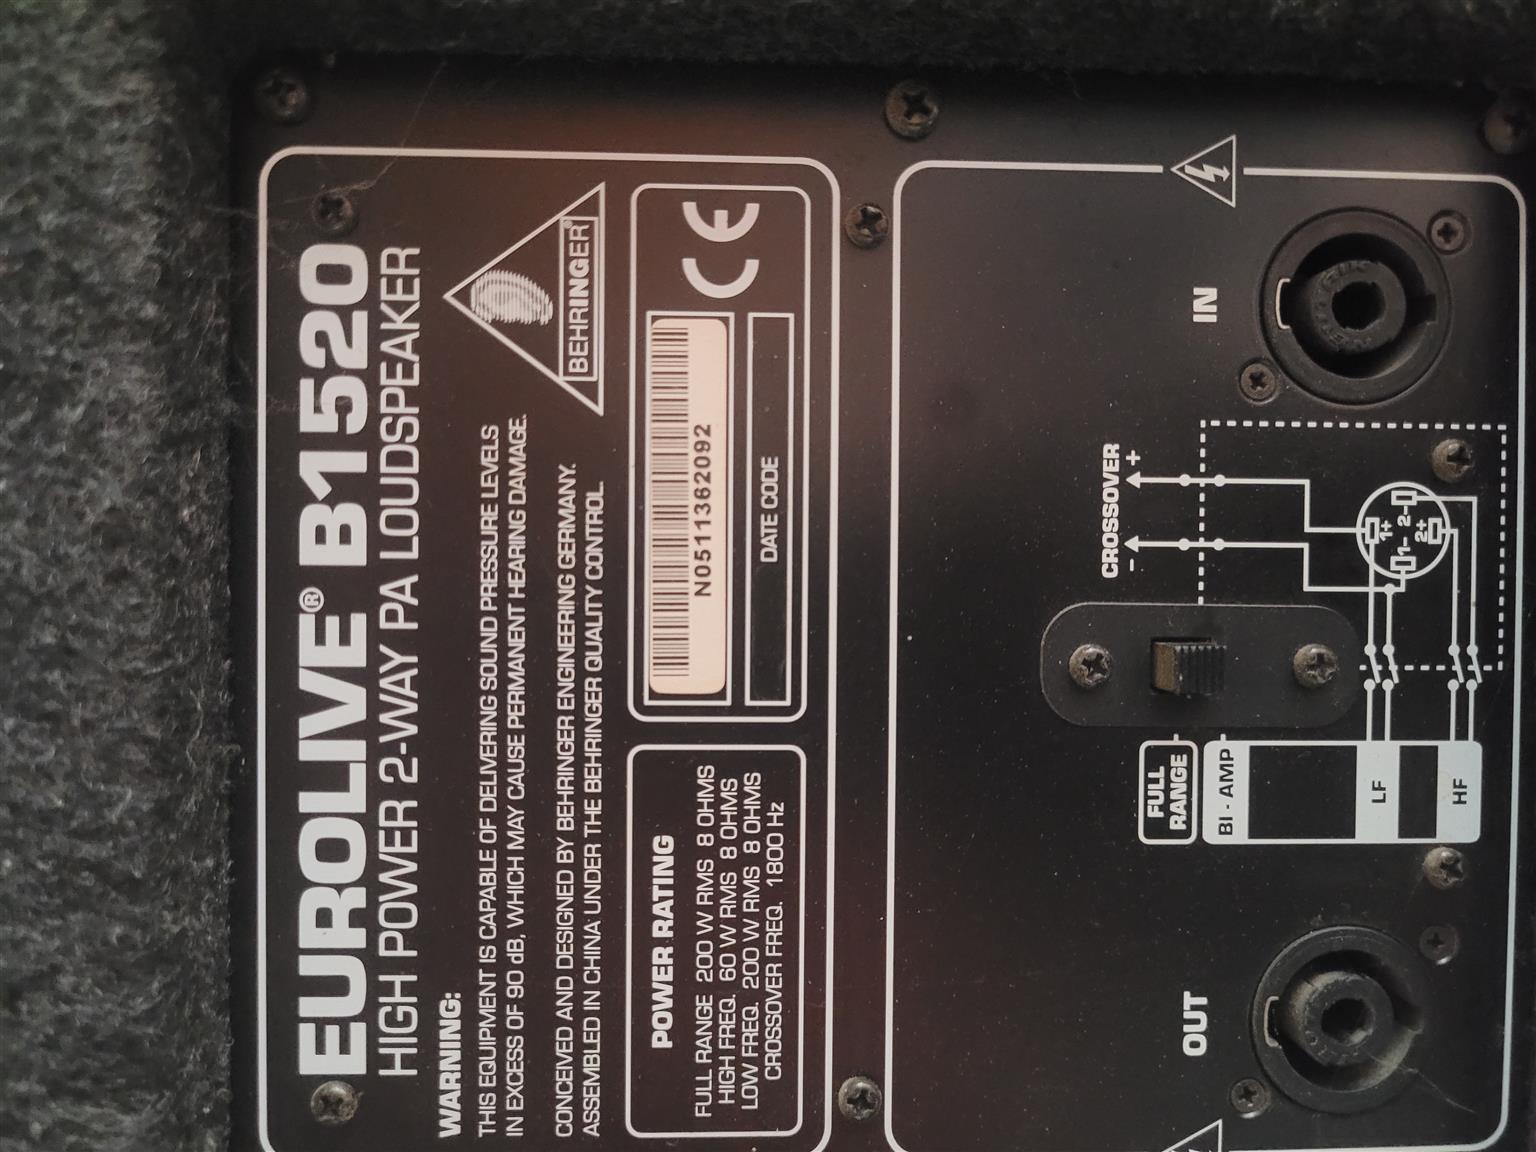 EUROLIVE® B1520
HIGH POWER 2-WAY PA LOUDSPEAKER
WARNING:
THIS EQUIPMENT IS CAPABLE OF DELIVERING SOUND PRESSURE LEVELS
IN EXCESS OF 90 dB, WHICH MAY CAUSE PERMANENT HEARING DAMAGE.
CONCEIVED AND DESIGNED BY BEHRINGER ENGINEERING GERMANY.
ASSEMBLED IN CHINA UNDER THE BEHRINGER QUALITY CONTROL.
BEHRINGER®
POWER RATING
FULL RANGE 200 W RMS 8 OHMS
HIGH FREQ. 60 W RMS 8 OHMS
LOW FREQ. 200 W RMS 8 OHMS
CROSSOVER FREQ. 1800 Hz
N0511362092
DATE CODE
CE
OUT
FULL
RANGE
BI - AMP
LF
HF
CROSSOVER
- +
1+
1- 2-
2+
IN